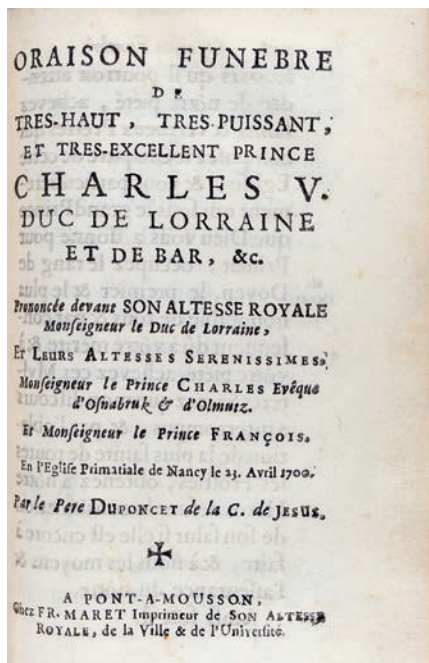 ORAISON FUNEBRE
DE
TRES-HAUT, TRES PUISSANT,
ET TRES-EXCELLENT PRINCE
CHARLES V.
DUC DE LORRAINE
ET DE BAR, &c.
Prononcée devant SON ALTESSE ROYALE
Monſeigneur le Duc de Lorraine,
Et LEURS ALTESSES SERENISSIMES.
Monſeigneur le Prince CHARLES Evêque
d'Oſnabruk & d'Olmutz.
Et Monſeigneur le Prince FRANÇOIS.
En l'Egliſe Primatiale de Nancy le 23. Avril 1700.
Par le Pere DUPONCET de la C. de JESUS.
A PONT-A-MOUSSON,
Chez FR. MARET Imprimeur de SON ALTESSE
ROYALE, de la Ville & de l'Univerſité.